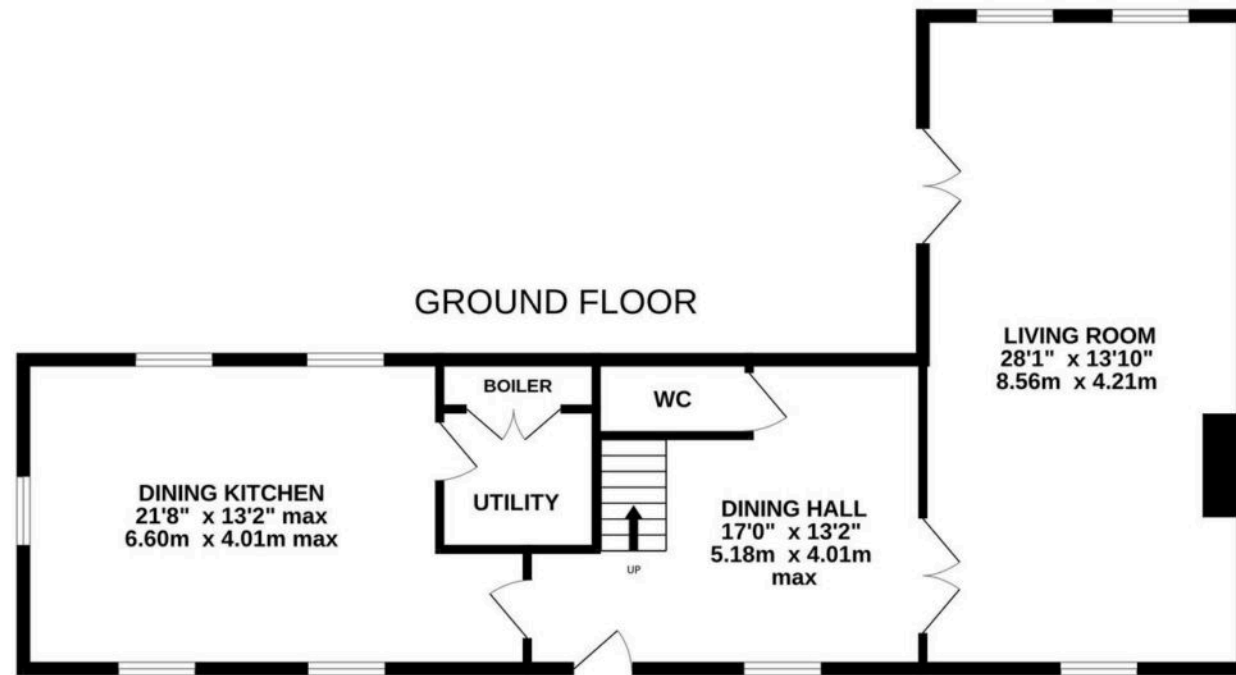 GROUND FLOOR
LIVING ROOM
28'1" x 13'10"
8.56m x 4.21m
BOILER
WC
DINING KITCHEN
21'8" x 13'2" max
6.60m x 4.01m max
UTILITY
DINING HALL
17'0" x 13'2"
5.18m x 4.01m
max
UP